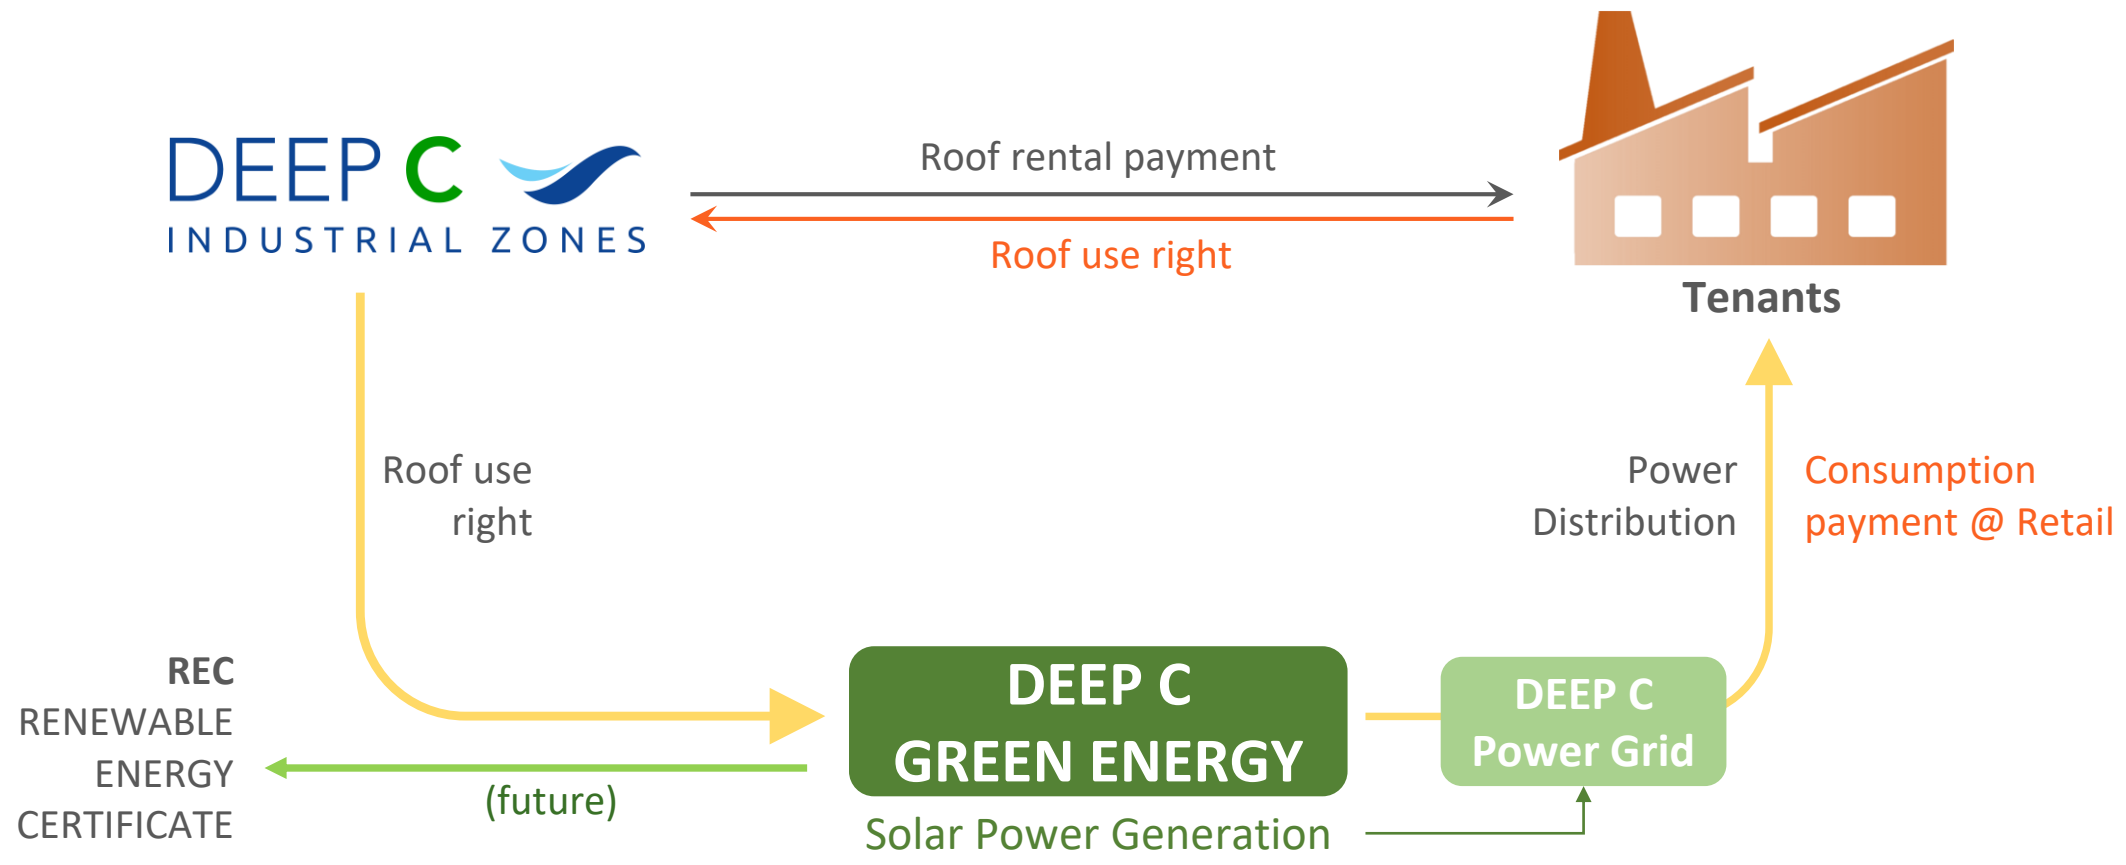 DEEP C
INDUSTRIAL ZONES
Roof rental payment
Roof use right
Tenants
Roof use
right
Power
Distribution
Consumption
payment @ Retail
REC
RENEWABLE
ENERGY
CERTIFICATE
(future)
DEEP C
GREEN ENERGY
Solar Power Generation
DEEP C
Power Grid